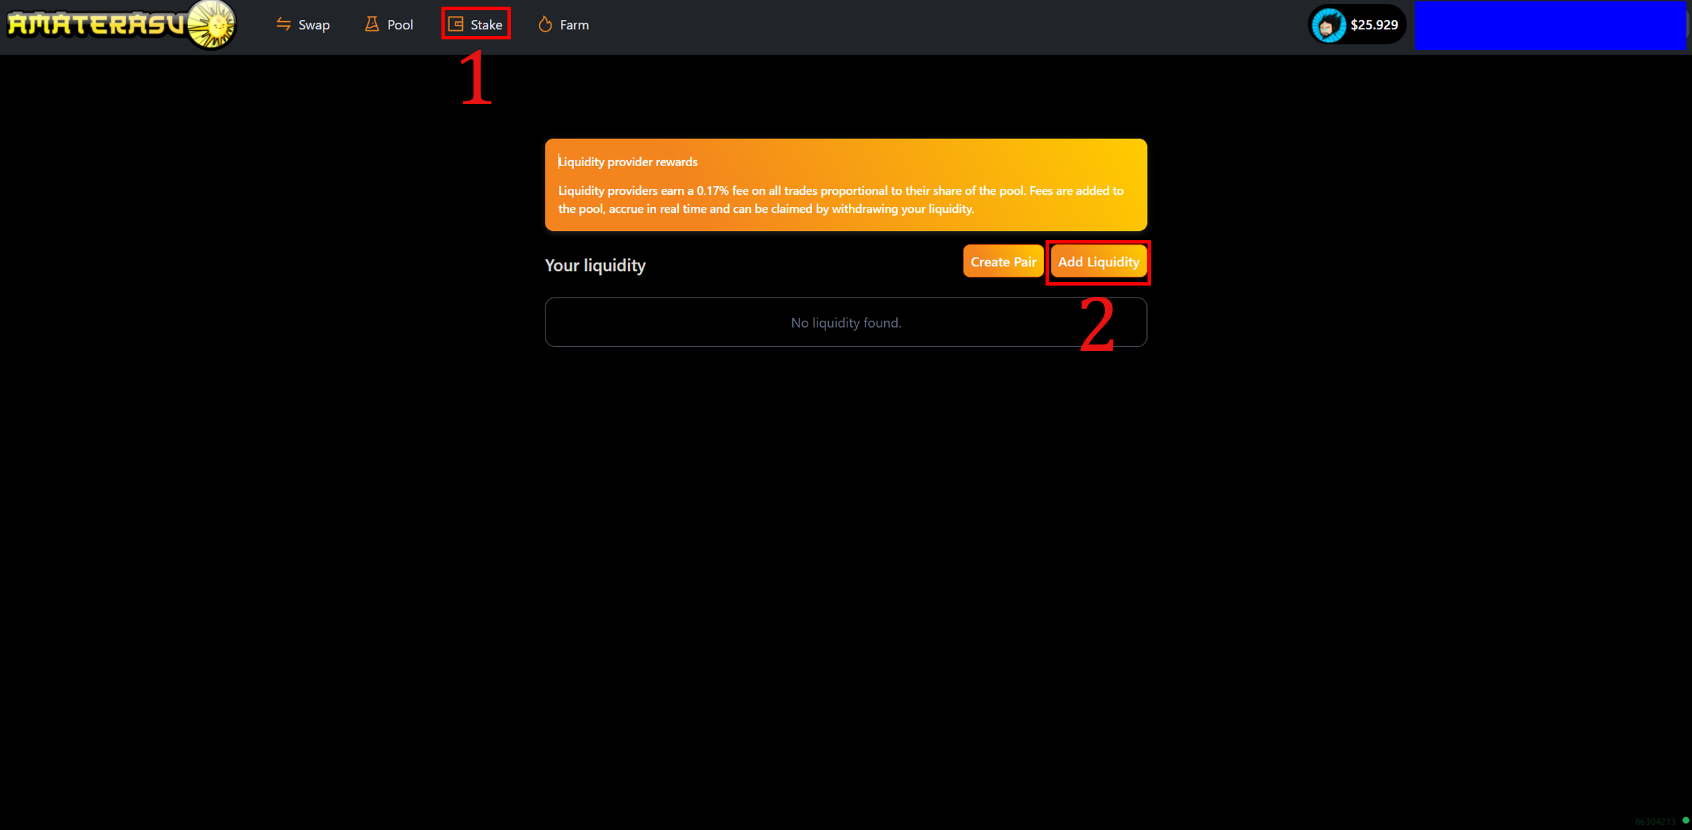 AMATERASU
Swap
Pool
Stake
Farm
$25.929
1
Liquidity provider rewards
Liquidity providers earn a 0.17% fee on all trades proportional to their share of the pool. Fees are added to
the pool, accrue in real time and can be claimed by withdrawing your liquidity.
Your liquidity
Create Pair
Add Liquidity
No liquidity found.
2
86304213